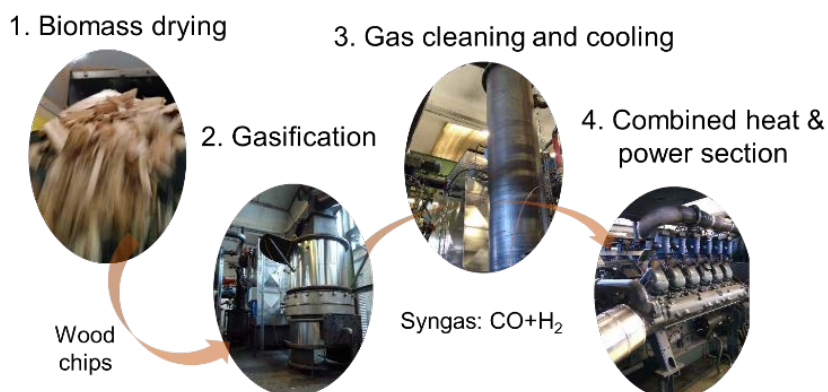 1. Biomass drying
2. Gasification
3. Gas cleaning and cooling
4. Combined heat &
power section
Wood
chips
Syngas: CO+H₂